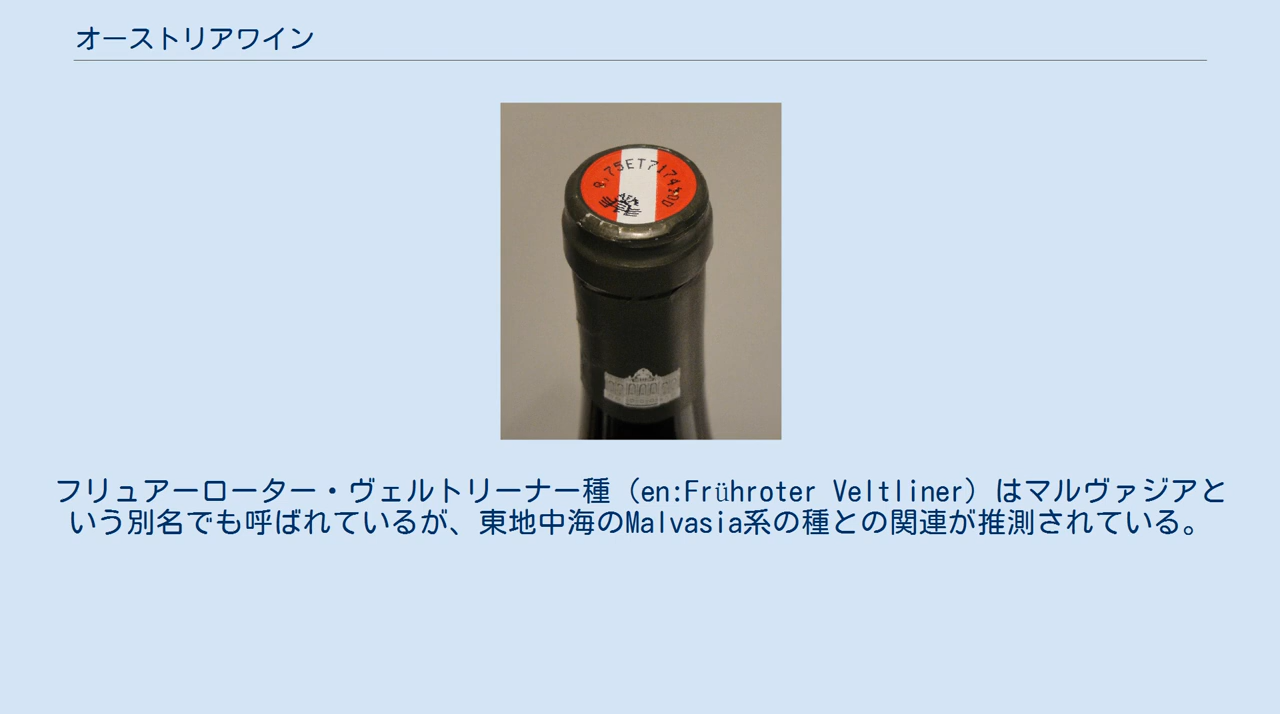 オーストリアワイン
フリュアーローター・ヴェルトリーナー種（en:Frühroter Veltliner）はマルヴァジアと
いう別名でも呼ばれているが、東地中海のMalvasia系の種との関連が推測されている。